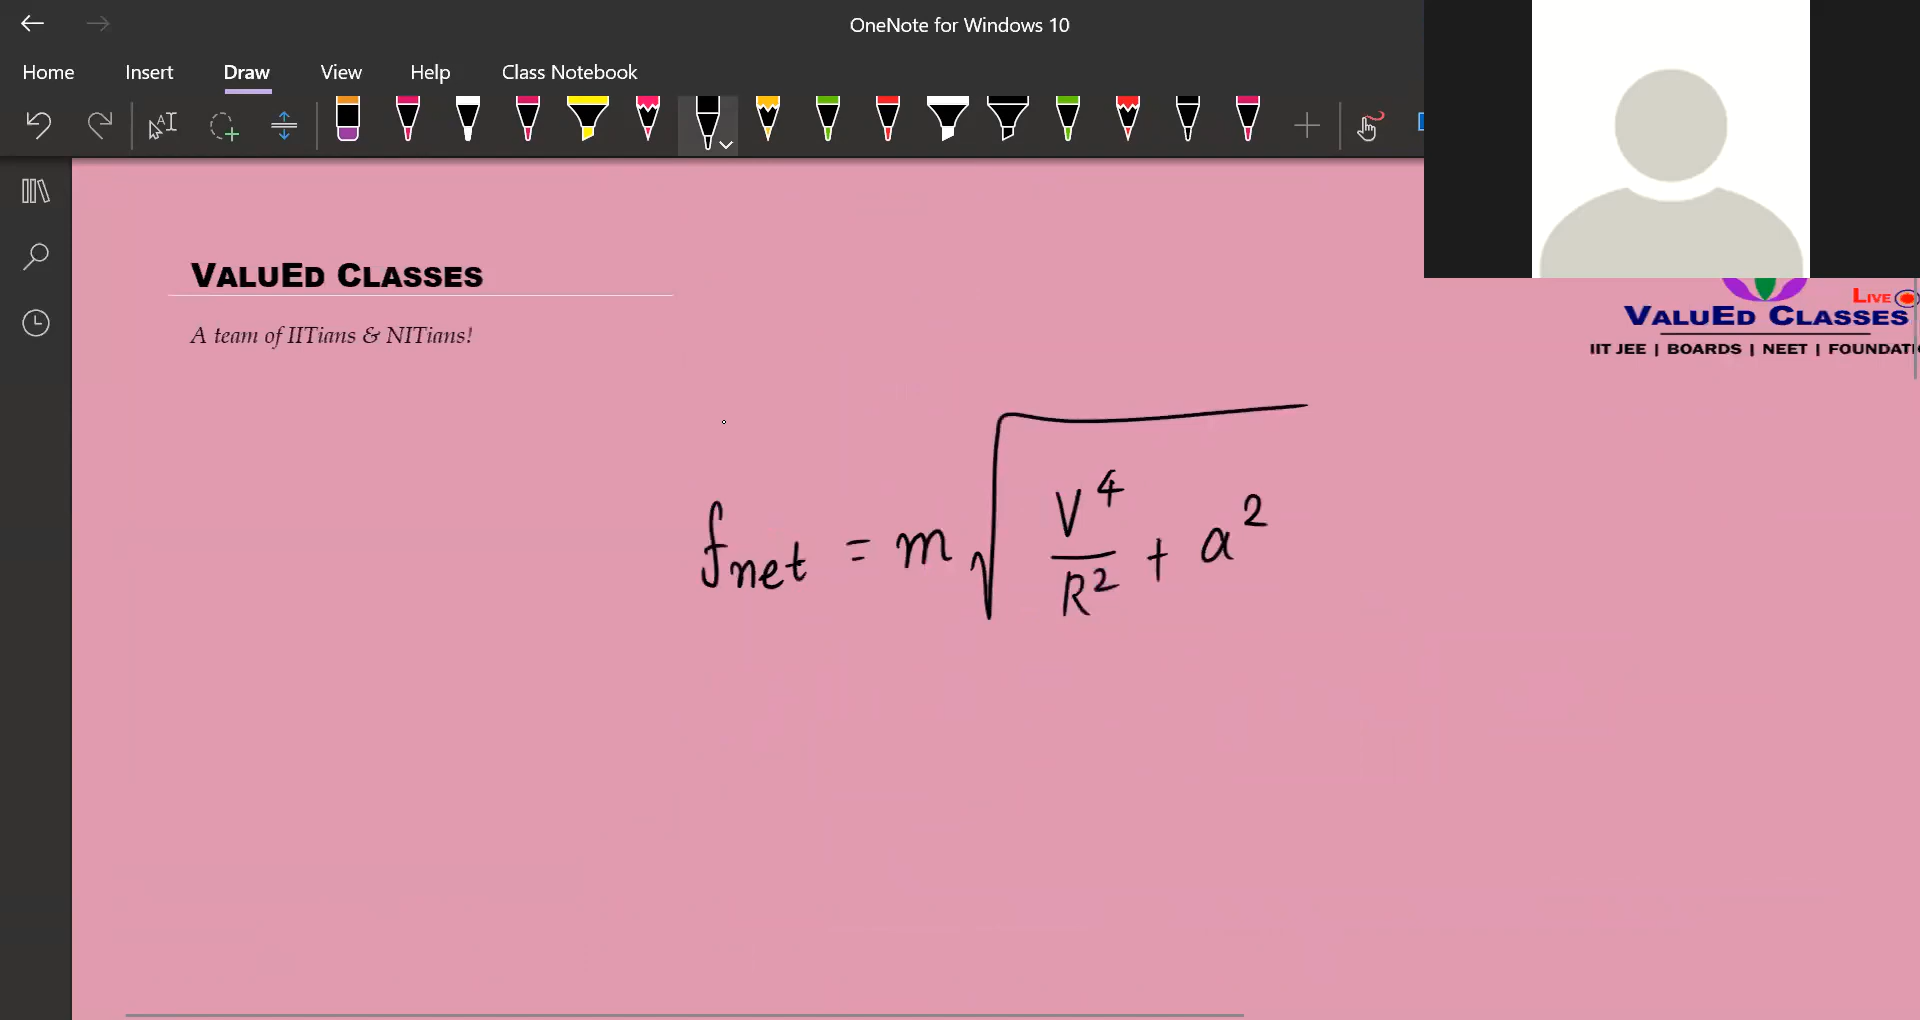 OneNote for Windows 10
Home Insert Draw View Help Class Notebook
VALUED CLASSES
A team of IITians & NITians!
LIVE
VALUED CLASSES
IIT JEE | BOARDS | NEET | FOUNDATI
fnet = m √(V⁴/R² + a²)